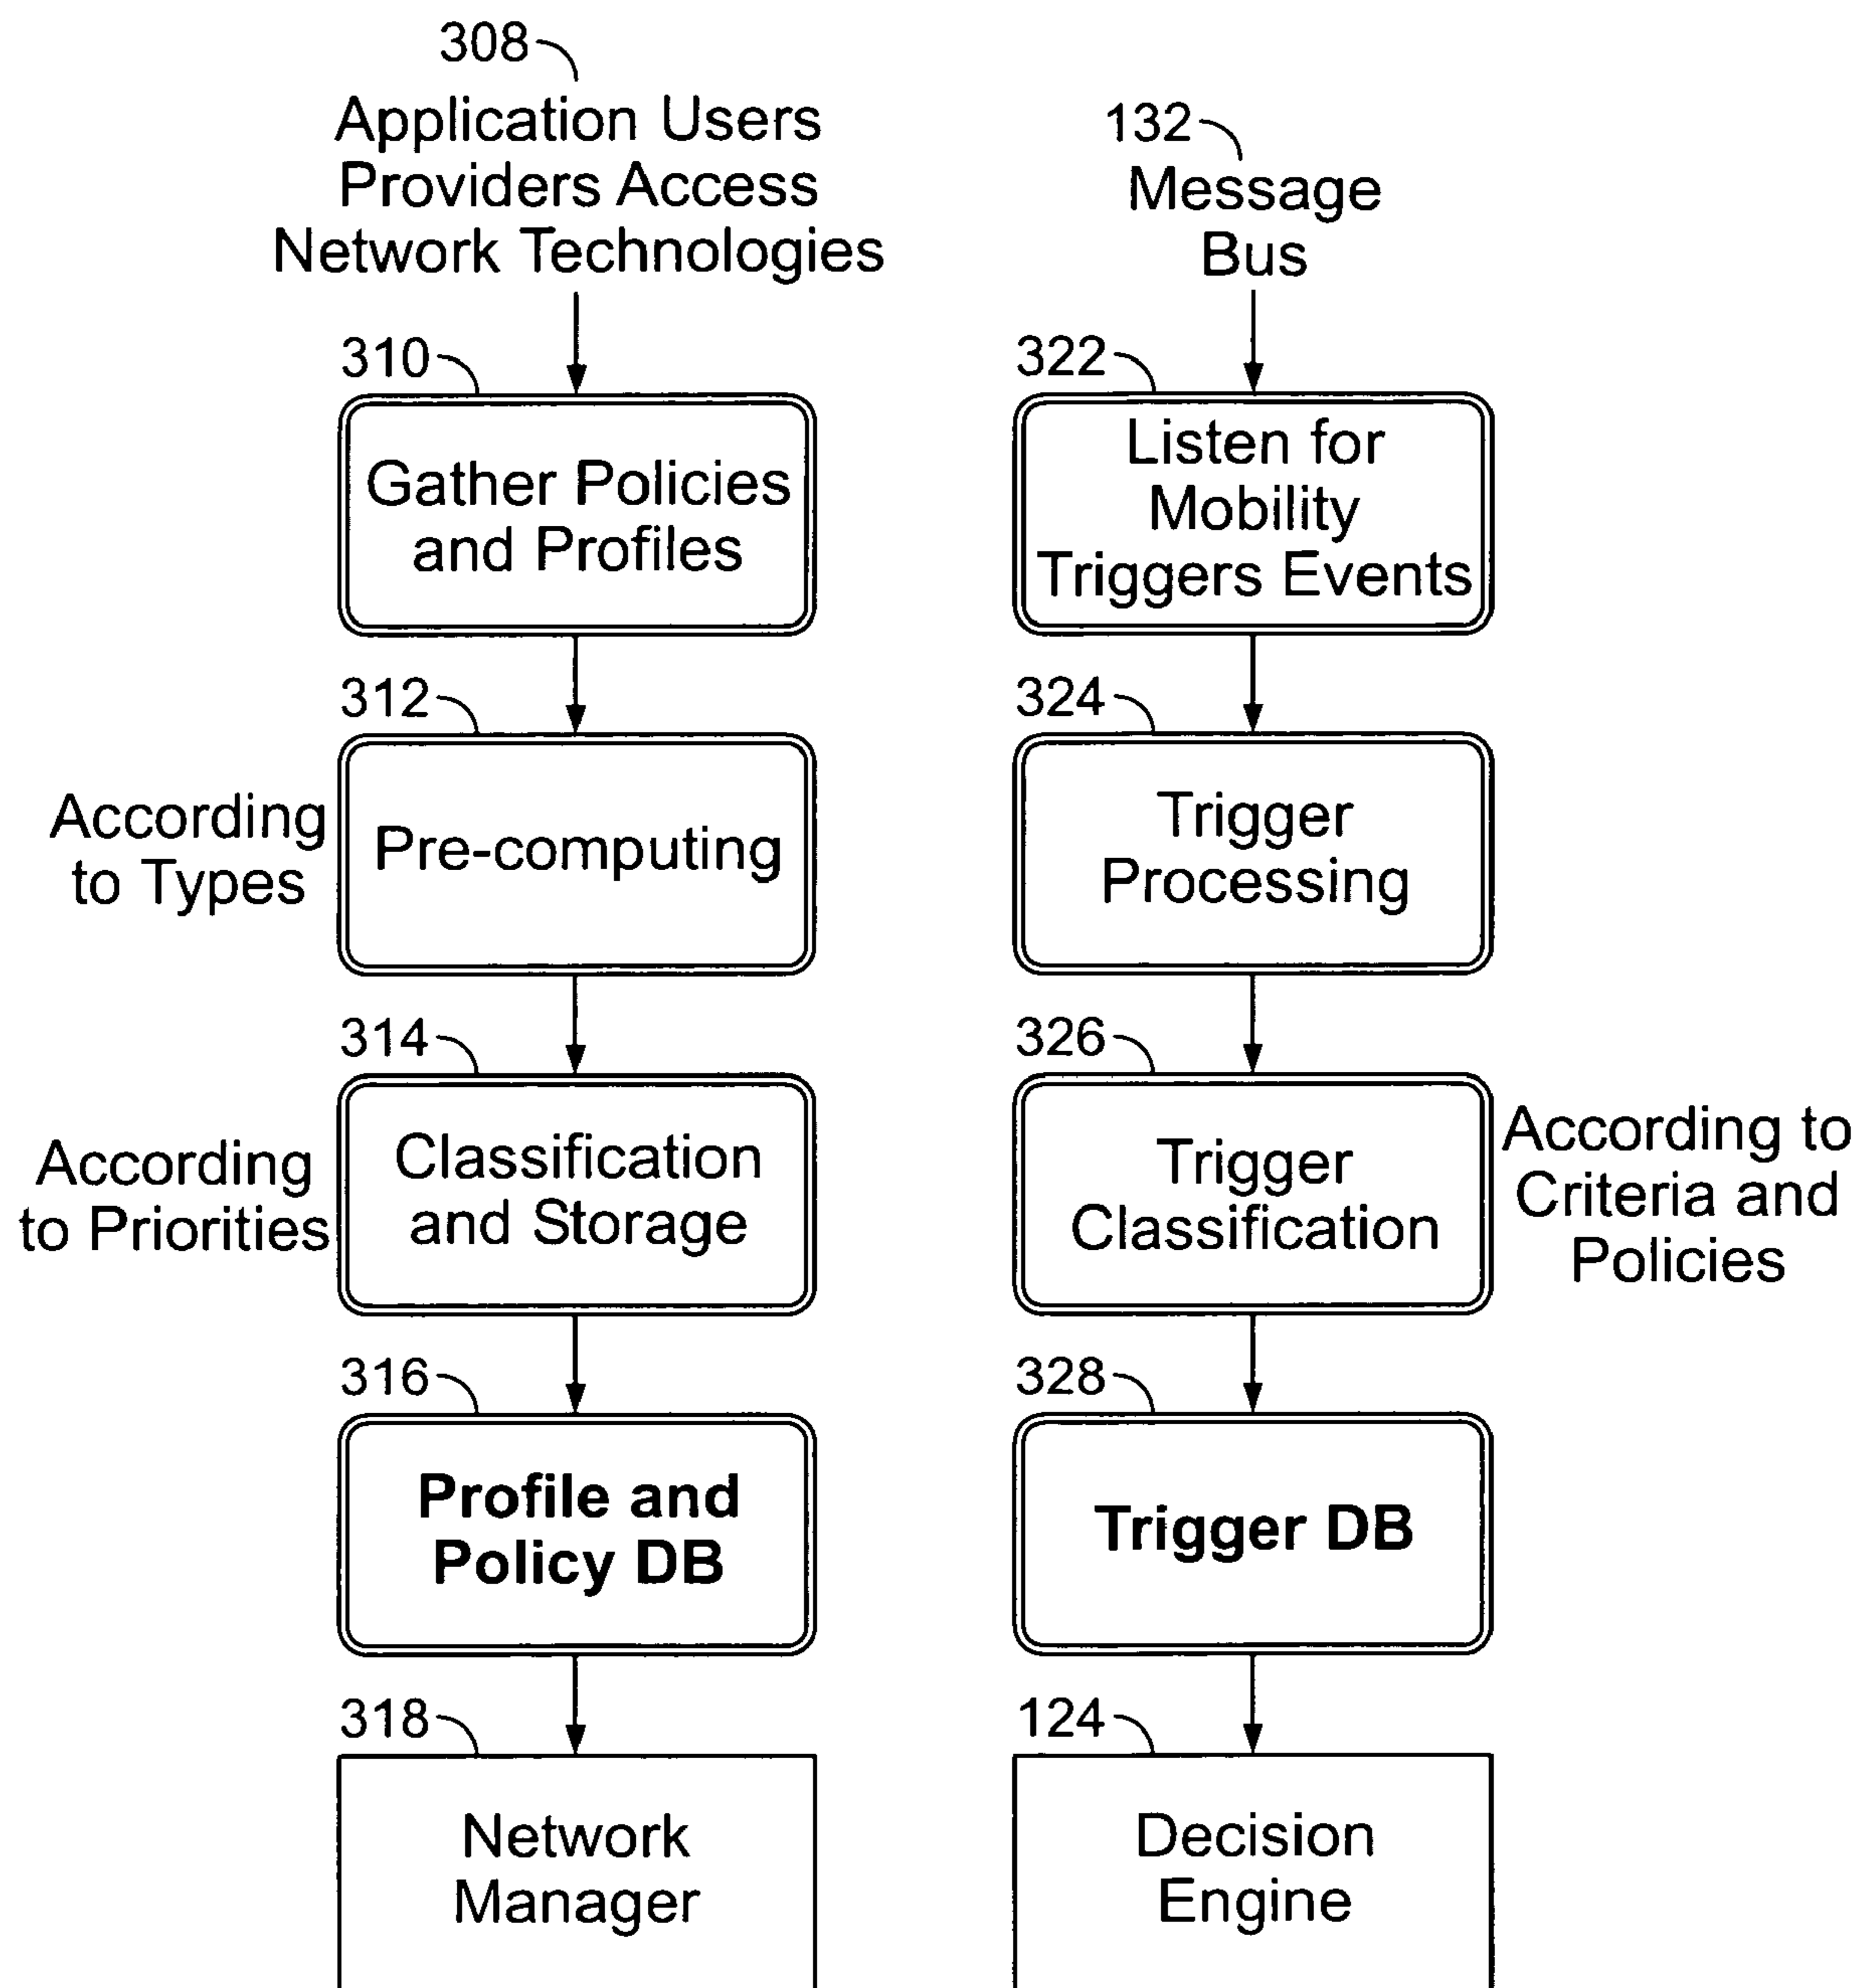 308
Application Users
Providers Access
Network Technologies
310
Gather Policies
and Profiles
312
According
to Types
Pre-computing
314
According
to Priorities
Classification
and Storage
316
Profile and
Policy DB
318
Network
Manager
132
Message
Bus
322
Listen for
Mobility
Triggers Events
324
Trigger
Processing
326
Trigger
Classification
According to
Criteria and
Policies
328
Trigger DB
124
Decision
Engine